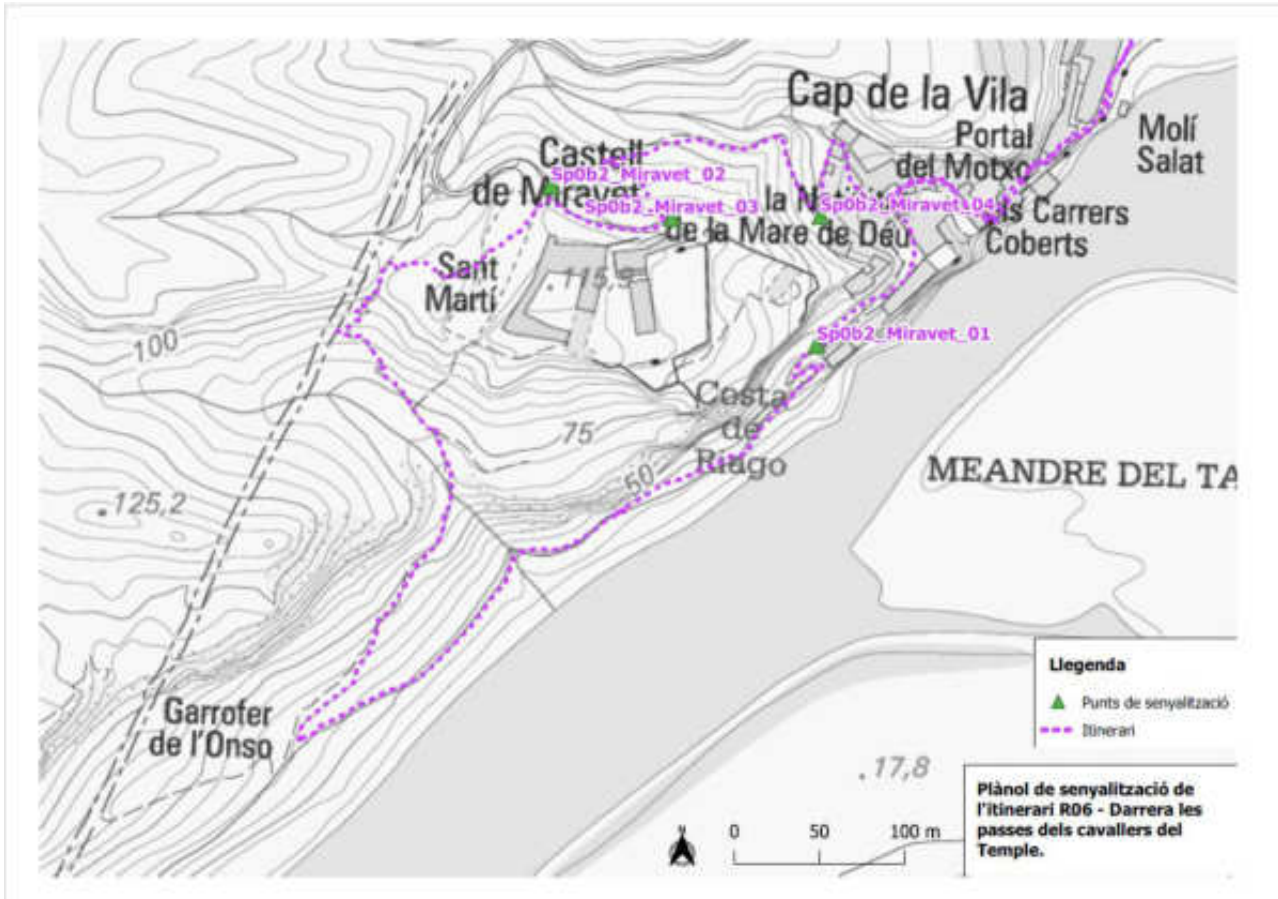 Cap de la Vila
Portal
del Motxo
Molí
Salat
Castell
de Miravet
Sp0b2_Miravet_02
Sp0b2_Miravet_03
Sp0b2_Miravet_04
de la Mare de Déu
Carrers
Coberts
Sant
Martí
115,
Sp0b2_Miravet_01
100
Costa
de
Riago
75
50
MEANDRE DEL TA
125,2
Garrofer
de l'Onso
17,8
Llegenda
Punts de senyalització
Itinerari
Plànol de senyalització de
l'itinerari R06 - Darrera les
passes dels cavallers del
Temple.
N
0 50 100 m